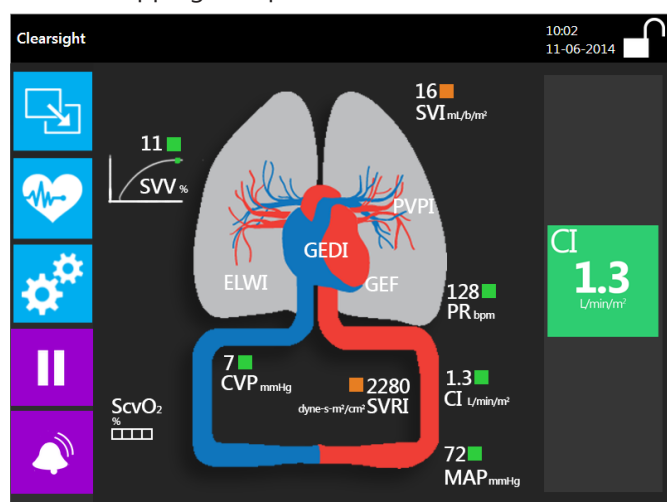 Clearsight
10:02
11-06-2014
16
SVI mL/b/m²
11
SVV %
PVPI
GEDI
ELWI
GEF
CI
1.3
L/min/m²
128
PR bpm
7
CVP mmHg
2280
dyne-s-m²/cm⁵ SVRI
1.3
CI L/min/m²
ScvO₂
%
72
MAP mmHg